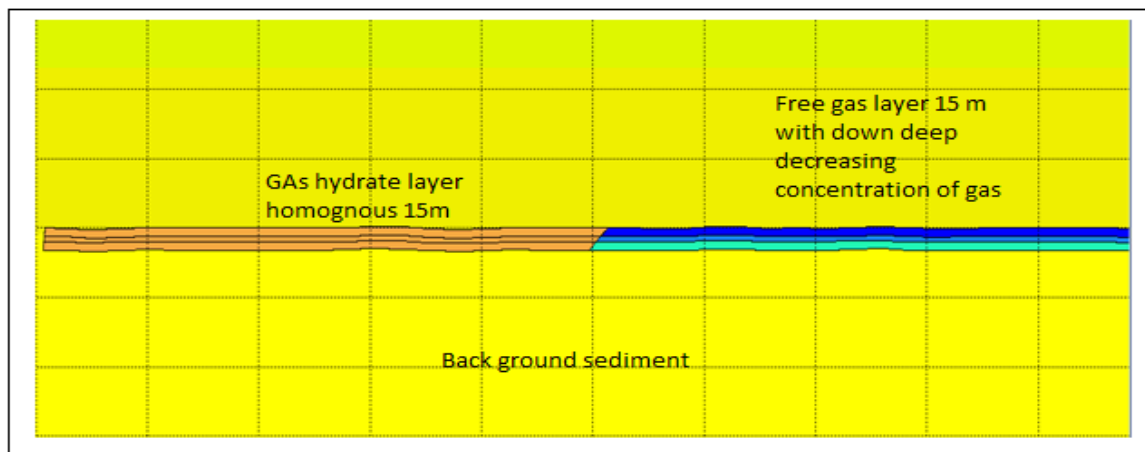 Free gas layer 15 m
with down deep
decreasing
concentration of gas
GAs hydrate layer
homognous 15m
Back ground sediment